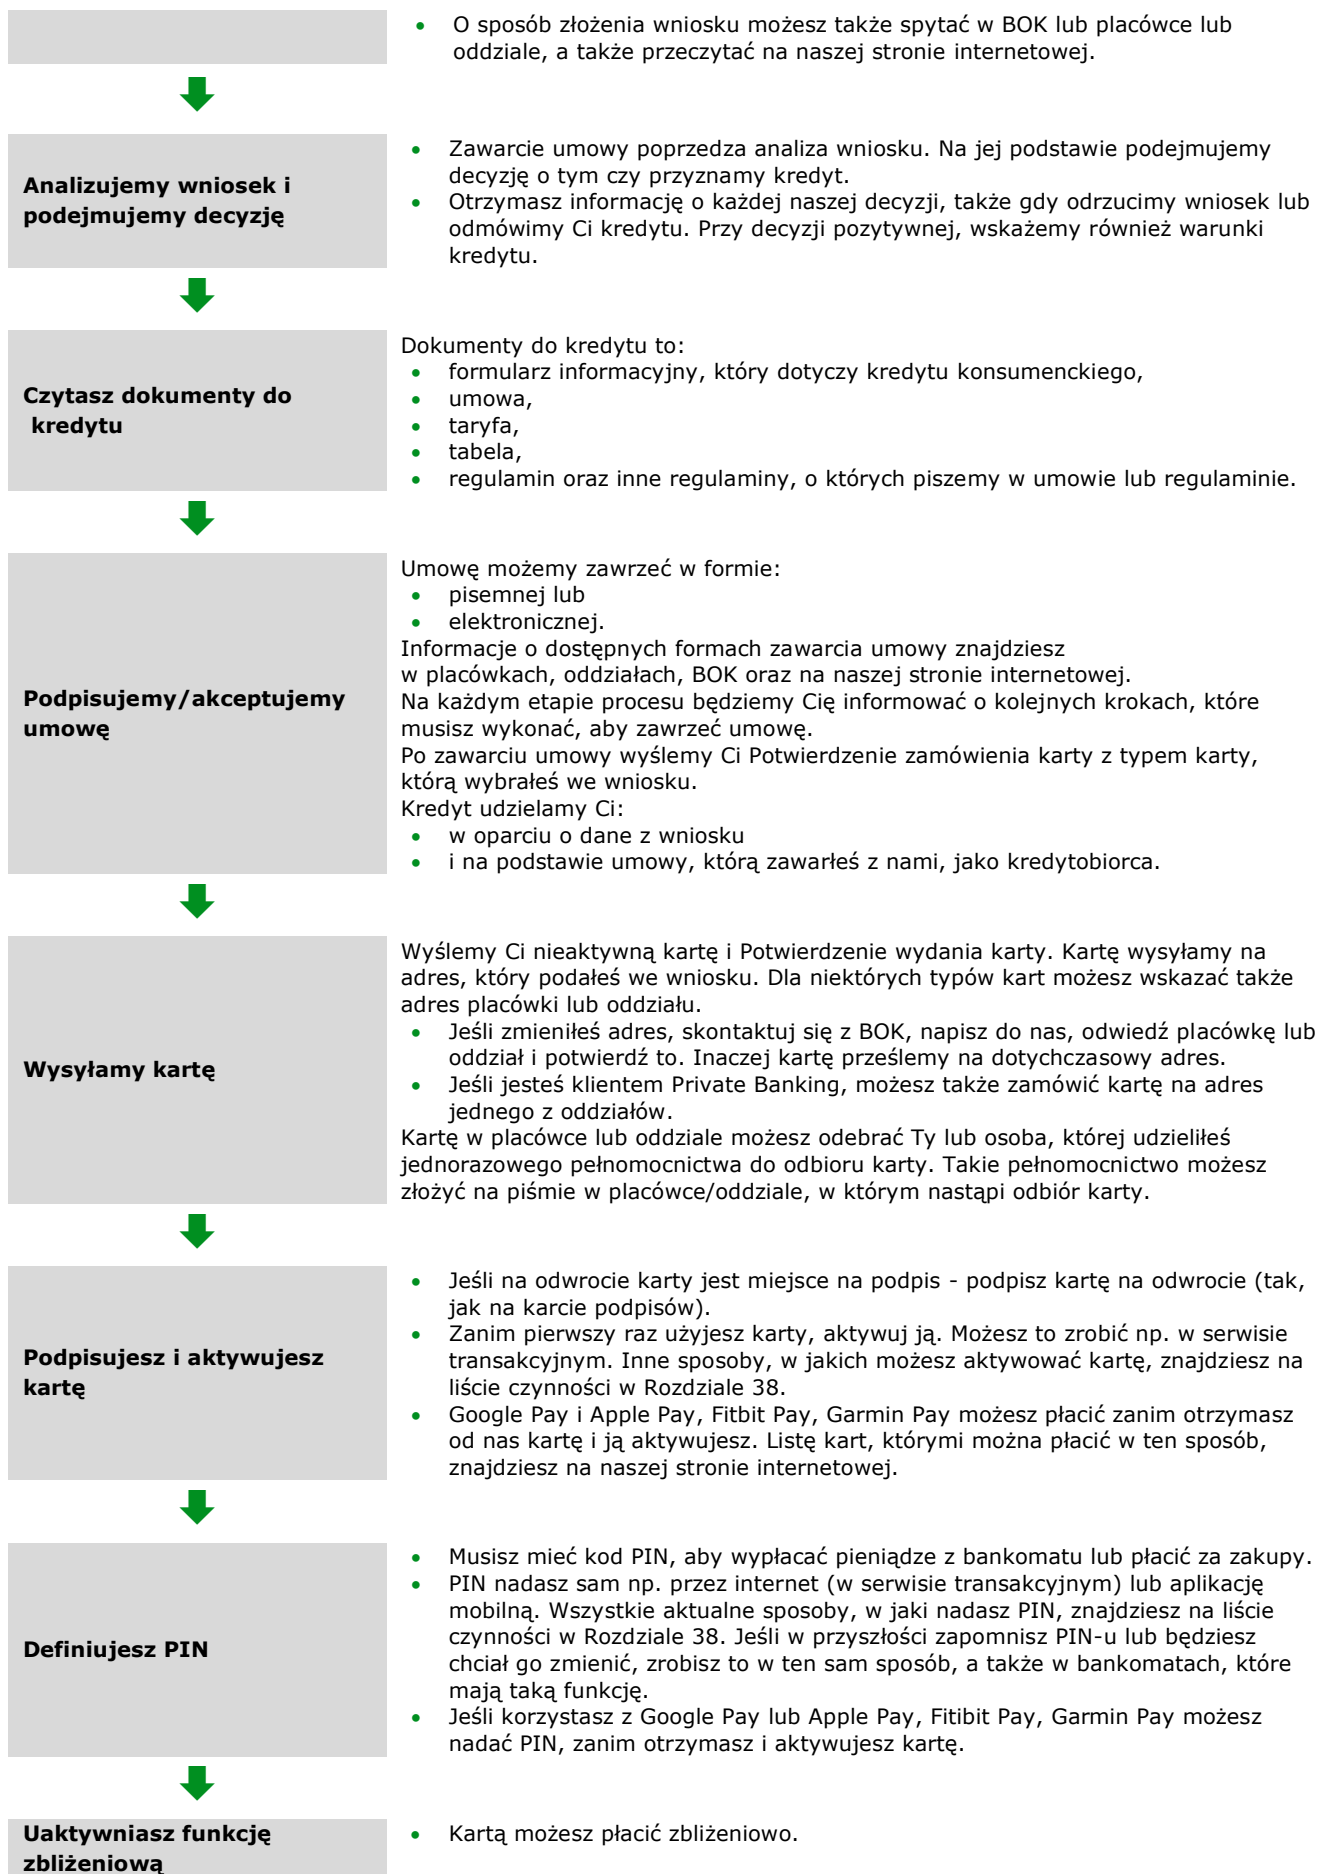 O sposób złożenia wniosku możesz także spytać w BOK lub placówce lub
oddziale, a także przeczytać na naszej stronie internetowej.
Analizujemy wniosek i
podejmujemy decyzję
Zawarcie umowy poprzedza analiza wniosku. Na jej podstawie podejmujemy
decyzję o tym czy przyznamy kredyt.
Otrzymasz informację o każdej naszej decyzji, także gdy odrzucimy wniosek lub
odmówimy Ci kredytu. Przy decyzji pozytywnej, wskażemy również warunki
kredytu.
Czytasz dokumenty do
kredytu
Dokumenty do kredytu to:
formularz informacyjny, który dotyczy kredytu konsumenckiego,
umowa,
taryfa,
tabela,
regulamin oraz inne regulaminy, o których piszemy w umowie lub regulaminie.
Podpisujemy/akceptujemy
umowę
Umowę możemy zawrzeć w formie:
pisemnej lub
elektronicznej.
Informacje o dostępnych formach zawarcia umowy znajdziesz
w placówkach, oddziałach, BOK oraz na naszej stronie internetowej.
Na każdym etapie procesu będziemy Cię informować o kolejnych krokach, które
musisz wykonać, aby zawrzeć umowę.
Po zawarciu umowy wyślemy Ci Potwierdzenie zamówienia karty z typem karty,
którą wybrałeś we wniosku.
Kredyt udzielamy Ci:
w oparciu o dane z wniosku
i na podstawie umowy, którą zawarłeś z nami, jako kredytobiorca.
Wysyłamy kartę
Wyślemy Ci nieaktywną kartę i Potwierdzenie wydania karty. Kartę wysyłamy na
adres, który podałeś we wniosku. Dla niektórych typów kart możesz wskazać także
adres placówki lub oddziału.
Jeśli zmieniłeś adres, skontaktuj się z BOK, napisz do nas, odwiedź placówkę lub
oddział i potwierdź to. Inaczej kartę prześlemy na dotychczasowy adres.
Jeśli jesteś klientem Private Banking, możesz także zamówić kartę na adres
jednego z oddziałów.
Kartę w placówce lub oddziale możesz odebrać Ty lub osoba, której udzieliłeś
jednorazowego pełnomocnictwa do odbioru karty. Takie pełnomocnictwo możesz
złożyć na piśmie w placówce/oddziale, w którym nastąpi odbiór karty.
Podpisujesz i aktywujesz
kartę
Jeśli na odwrocie karty jest miejsce na podpis - podpisz kartę na odwrocie (tak,
jak na karcie podpisów).
Zanim pierwszy raz użyjesz karty, aktywuj ją. Możesz to zrobić np. w serwisie
transakcyjnym. Inne sposoby, w jakich możesz aktywować kartę, znajdziesz na
liście czynności w Rozdziale 38.
Google Pay i Apple Pay, Fitbit Pay, Garmin Pay możesz płacić zanim otrzymasz
od nas kartę i ją aktywujesz. Listę kart, którymi można płacić w ten sposób,
znajdziesz na naszej stronie internetowej.
Definiujesz PIN
Musisz mieć kod PIN, aby wypłacać pieniądze z bankomatu lub płacić za zakupy.
PIN nadasz sam np. przez internet (w serwisie transakcyjnym) lub aplikację
mobilną. Wszystkie aktualne sposoby, w jaki nadasz PIN, znajdziesz na liście
czynności w Rozdziale 38. Jeśli w przyszłości zapomnisz PIN-u lub będziesz
chciał go zmienić, zrobisz to w ten sam sposób, a także w bankomatach, które
mają taką funkcję.
Jeśli korzystasz z Google Pay lub Apple Pay, Fitibit Pay, Garmin Pay możesz
nadać PIN, zanim otrzymasz i aktywujesz kartę.
Uaktywniasz funkcję
zbliżeniową
Kartą możesz płacić zbliżeniowo.